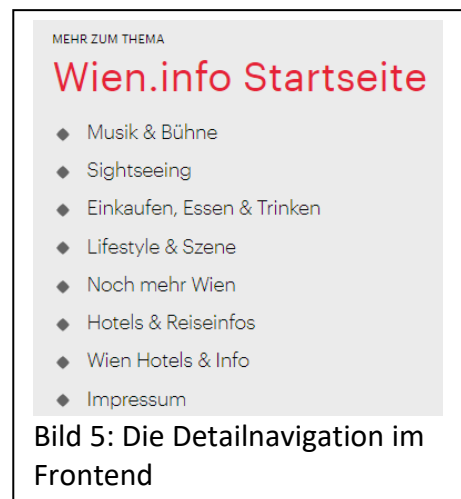 MEHR ZUM THEMA
Wien.info Startseite
Musik & Bühne
Sightseeing
Einkaufen, Essen & Trinken
Lifestyle & Szene
Noch mehr Wien
Hotels & Reiseinfos
Wien Hotels & Info
Impressum
Bild 5: Die Detailnavigation im
Frontend